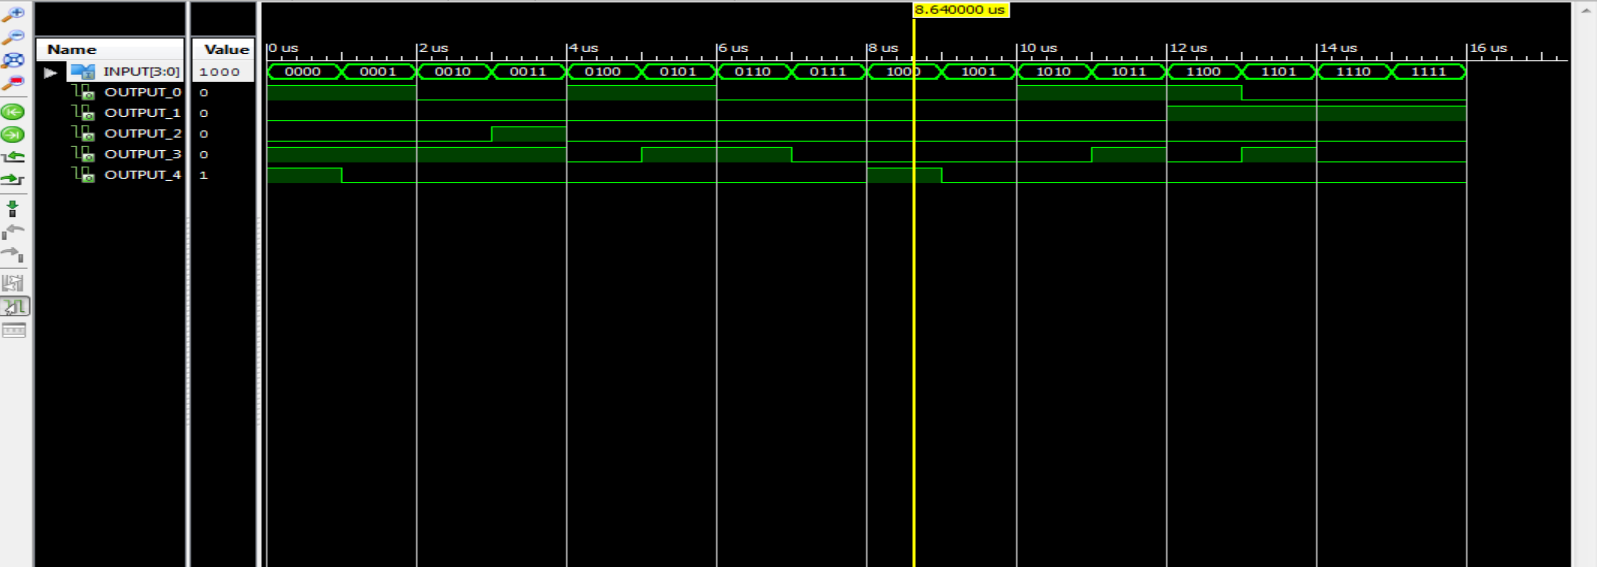 8.640000 us
Name Value 0 us 2 us 4 us 6 us 8 us 10 us 12 us 14 us 16 us
INPUT[3:0] 1000 0000 0001 0010 0011 0100 0101 0110 0111 1000 1001 1010 1011 1100 1101 1110 1111
OUTPUT_0 0
OUTPUT_1 0
OUTPUT_2 0
OUTPUT_3 0
OUTPUT_4 1